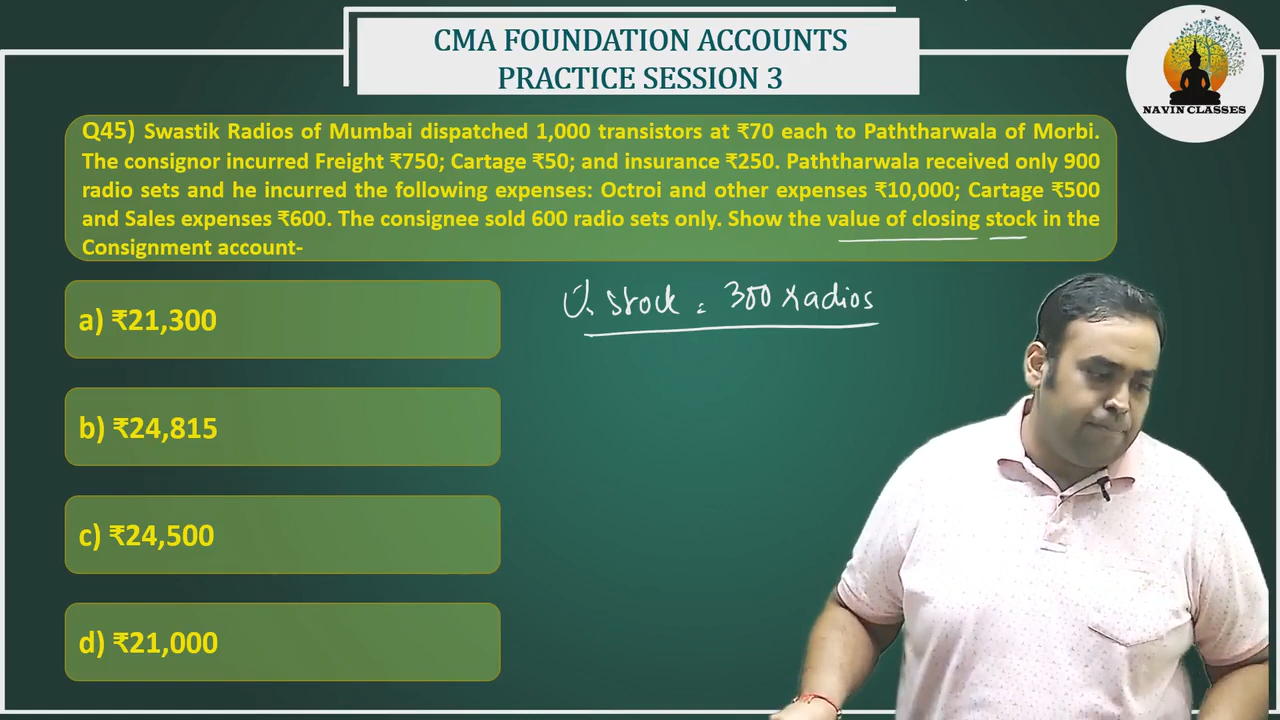 CMA FOUNDATION ACCOUNTS
PRACTICE SESSION 3
NAVIN CLASSES
Q45) Swastik Radios of Mumbai dispatched 1,000 transistors at ₹70 each to Paththarwala of Morbi.
The consignor incurred Freight ₹750; Cartage ₹50; and insurance ₹250. Paththarwala received only 900
radio sets and he incurred the following expenses: Octroi and other expenses ₹10,000; Cartage ₹500
and Sales expenses ₹600. The consignee sold 600 radio sets only. Show the value of closing stock in the
Consignment account-
a) ₹21,300
b) ₹24,815
c) ₹24,500
d) ₹21,000
stock = 300 radios